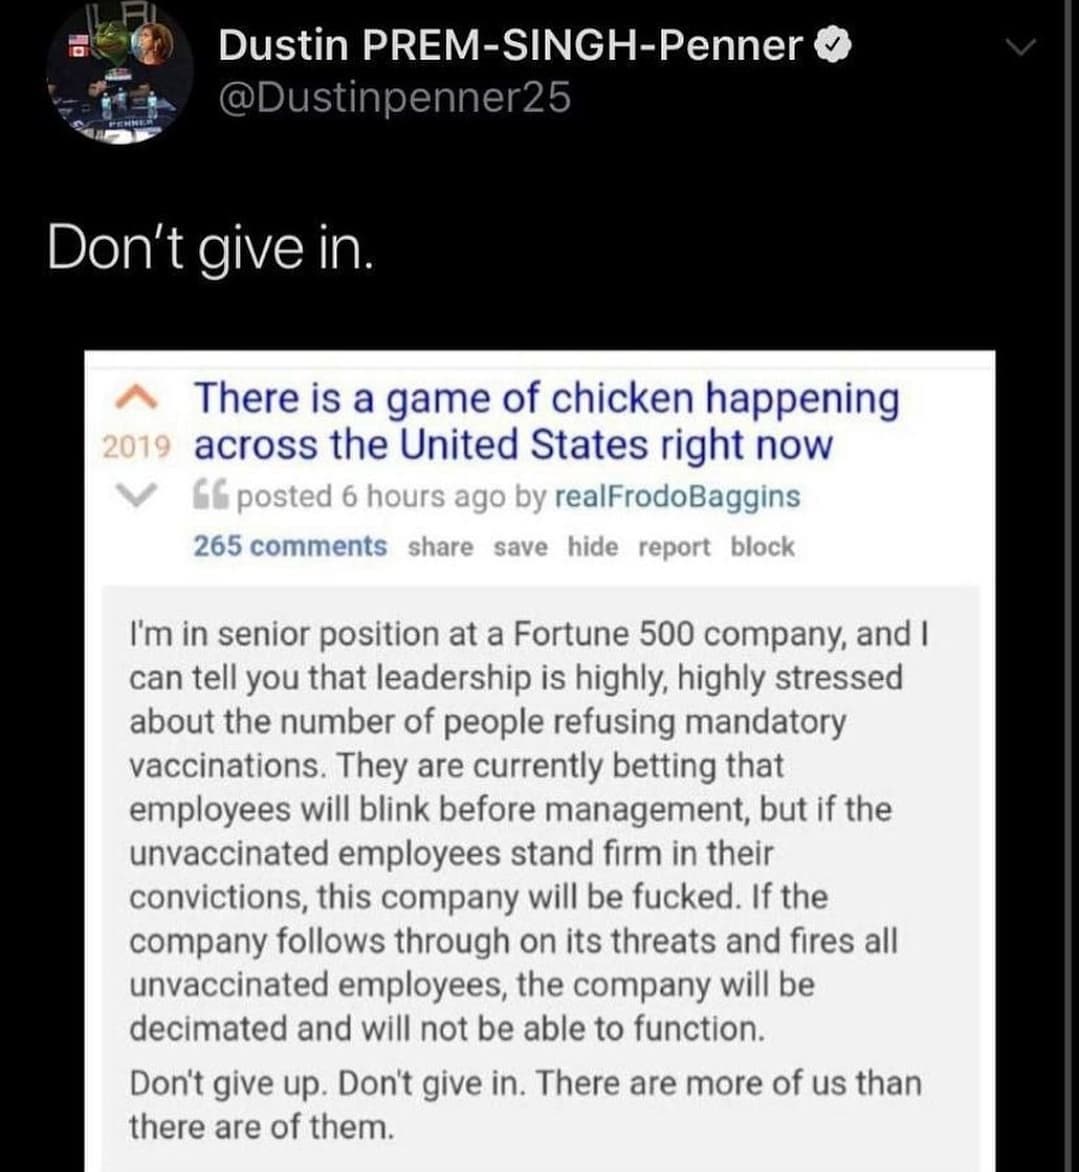 Dustin PREM-SINGH-Penner
@Dustinpenner25
PENNER
Don't give in.
There is a game of chicken happening
2019 across the United States right now
posted 6 hours ago by realFrodoBaggins
265 comments share save hide report block
I'm in senior position at a Fortune 500 company, and I
can tell you that leadership is highly, highly stressed
about the number of people refusing mandatory
vaccinations. They are currently betting that
employees will blink before management, but if the
unvaccinated employees stand firm in their
convictions, this company will be fucked. If the
company follows through on its threats and fires all
unvaccinated employees, the company will be
decimated and will not be able to function.
Don't give up. Don't give in. There are more of us than
there are of them.